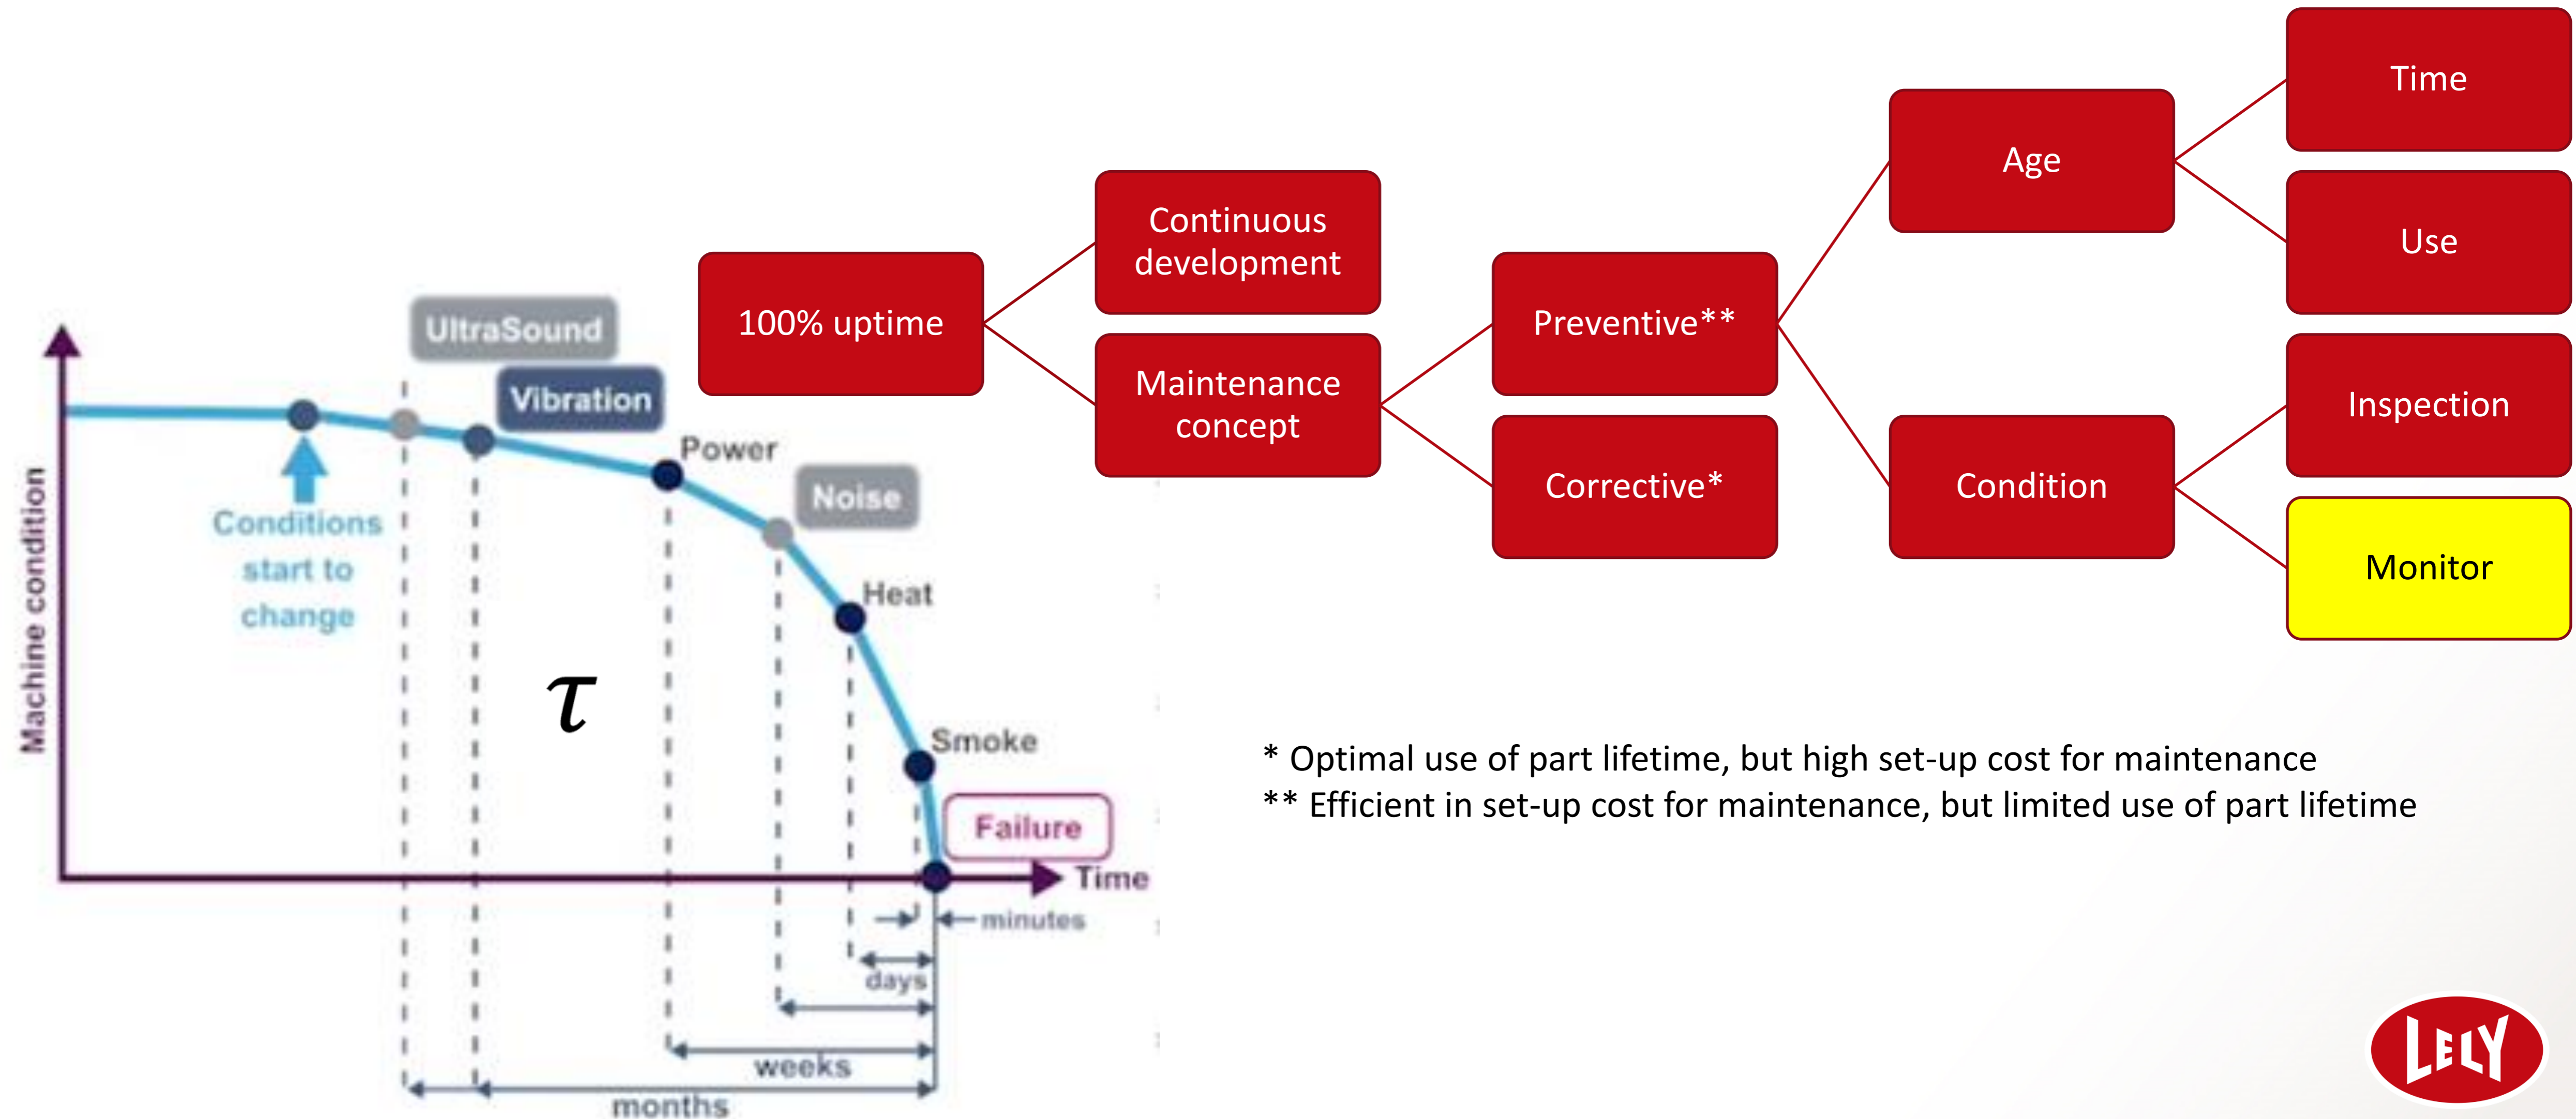 UltraSound
Vibration
Power
Noise
Heat
Smoke
Failure
Conditions
start to
change
Machine condition
τ
Time
minutes
days
weeks
months
100% uptime
Continuous
development
Maintenance
concept
Preventive**
Corrective*
Age
Condition
Time
Use
Inspection
Monitor
* Optimal use of part lifetime, but high set-up cost for maintenance
** Efficient in set-up cost for maintenance, but limited use of part lifetime
LELY